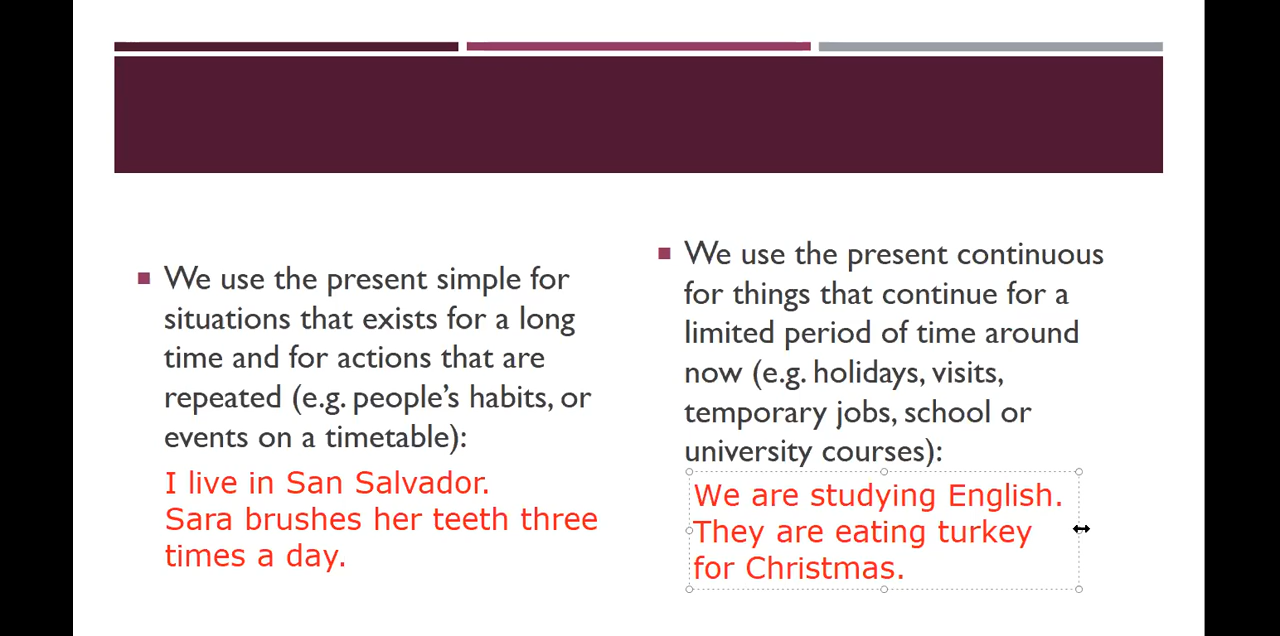 We use the present simple for
situations that exists for a long
time and for actions that are
repeated (e.g. people's habits, or
events on a timetable):
I live in San Salvador.
Sara brushes her teeth three
times a day.
We use the present continuous
for things that continue for a
limited period of time around
now (e.g. holidays, visits,
temporary jobs, school or
university courses):
We are studying English.
They are eating turkey
for Christmas.